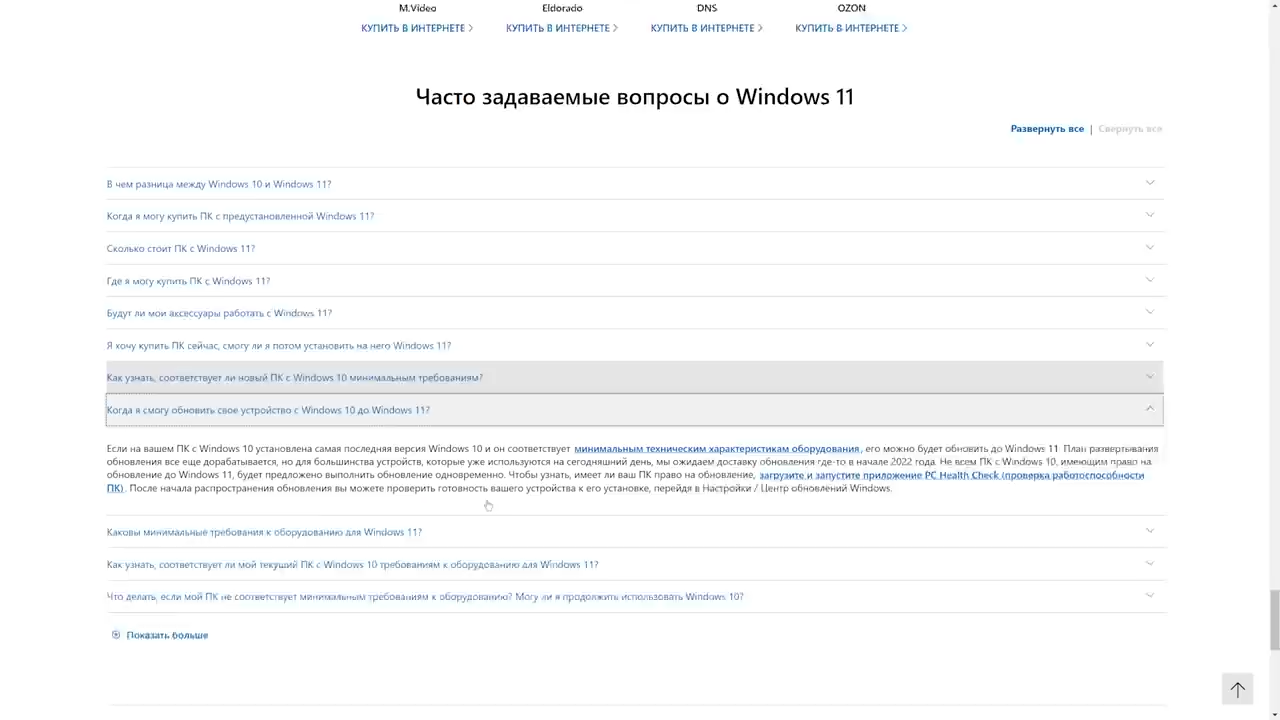 M.Video Eldorado DNS OZON
КУПИТЬ В ИНТЕРНЕТЕ КУПИТЬ В ИНТЕРНЕТЕ КУПИТЬ В ИНТЕРНЕТЕ КУПИТЬ В ИНТЕРНЕТЕ
Часто задаваемые вопросы о Windows 11
Развернуть все | Свернуть все
В чем разница между Windows 10 и Windows 11?
Когда я могу купить ПК с предустановленной Windows 11?
Сколько стоит ПК с Windows 11?
Где я могу купить ПК с Windows 11?
Будут ли мои аксессуары работать с Windows 11?
Я хочу купить ПК сейчас, смогу ли я потом установить на него Windows 11?
Как узнать, соответствует ли новый ПК с Windows 10 минимальным требованиям?
Когда я смогу обновить свое устройство с Windows 10 до Windows 11?
Если на вашем ПК с Windows 10 установлена самая последняя версия Windows 10 и он соответствует минимальным техническим характеристикам оборудования, его можно будет обновить до Windows 11. План развертывания
обновления все еще дорабатывается, но для большинства устройств, которые уже используются на сегодняшний день, мы ожидаем доставку обновления где-то в начале 2022 года. Не всем ПК с Windows 10, имеющим право на
обновление до Windows 11, будет предложено выполнить обновление одновременно. Чтобы узнать, имеет ли ваш ПК право на обновление, загрузите и запустите приложение PC Health Check (проверка работоспособности
ПК). После начала распространения обновления вы можете проверить готовность вашего устройства к его установке, перейдя в Настройки / Центр обновлений Windows.
Каковы минимальные требования к оборудованию для Windows 11?
Как узнать, соответствует ли мой текущий ПК с Windows 10 требованиям к оборудованию для Windows 11?
Что делать, если мой ПК не соответствует минимальным требованиям к оборудованию? Могу ли я продолжить использовать Windows 10?
Показать больше